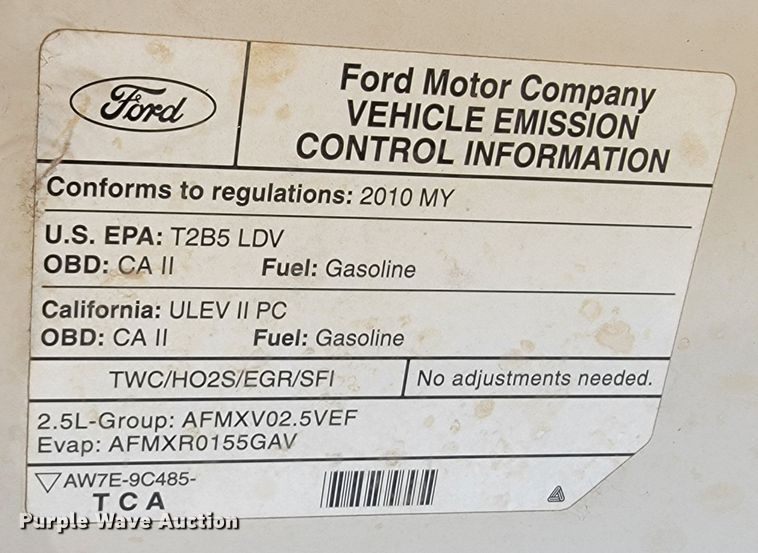 Ford
Ford Motor Company
VEHICLE EMISSION
CONTROL INFORMATION
Conforms to regulations: 2010 MY
U.S. EPA: T2B5 LDV
OBD: CA II Fuel: Gasoline
California: ULEV II PC
OBD: CA II Fuel: Gasoline
TWC/HO2S/EGR/SFI No adjustments needed.
2.5L-Group: AFMXV02.5VEF
Evap: AFMXR0155GAV
AW7E-9C485-
TCA
Purple Wave Auction